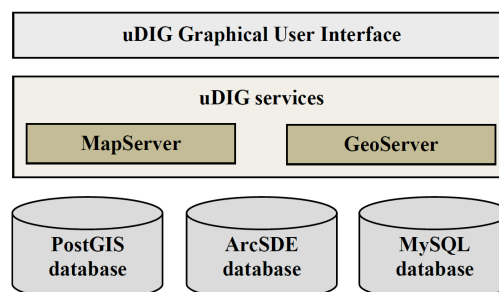 uDIG Graphical User Interface
uDIG services
MapServer
GeoServer
PostGIS
database
ArcSDE
database
MySQL
database